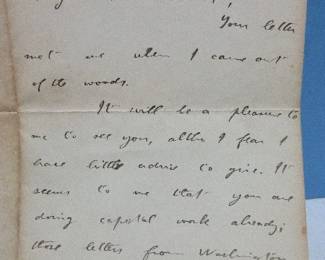 Your letter
met me when I came out
of the woods.
It will be a pleasure to
me to see you, altho I fear I
have little advice to give. It
seems to me that you are
doing capital work already;
those letters from Washington